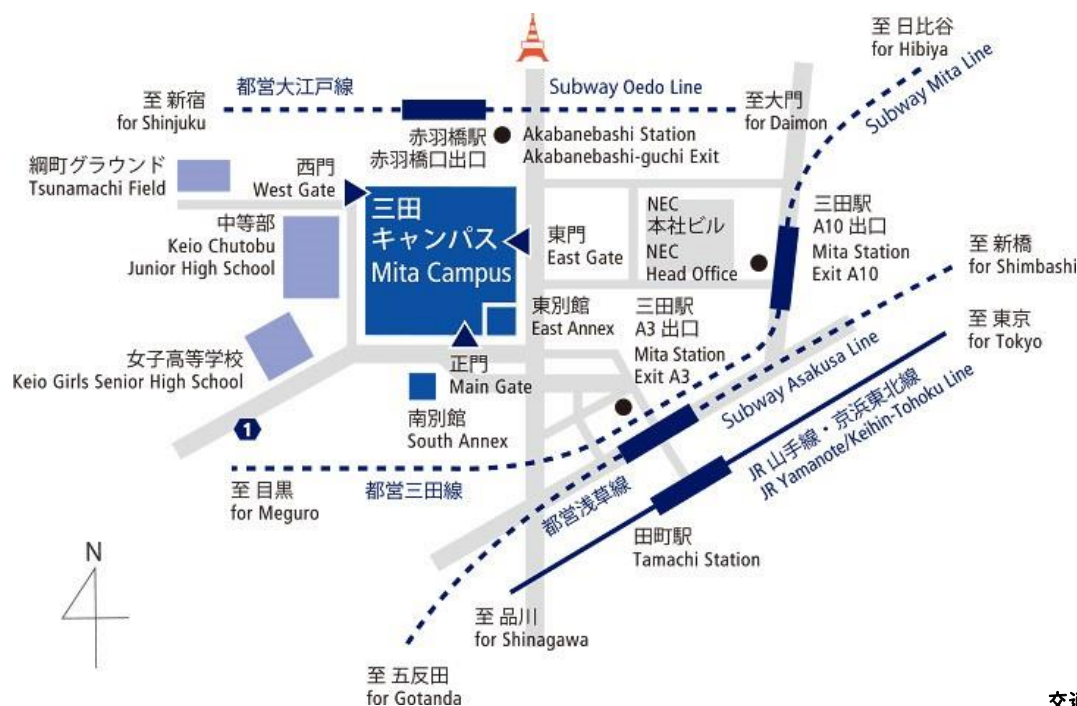 至 日比谷
for Hibiya
Subway Mita Line
都営大江戸線
Subway Oedo Line
至 新宿
for Shinjuku
至大門
for Daimon
赤羽橋駅
赤羽橋口出口
Akabanebashi Station
Akabanebashi-guchi Exit
綱町グラウンド
Tsunamachi Field
西門
West Gate
三田
キャンパス
Mita Campus
中等部
Keio Chutobu
Junior High School
東門
East Gate
NEC
本社ビル
NEC
Head Office
三田駅
A10 出口
Mita Station
Exit A10
至 新橋
for Shimbashi
東別館
East Annex
三田駅
A3 出口
Mita Station
Exit A3
至 東京
for Tokyo
女子高等学校
Keio Girls Senior High School
正門
Main Gate
Subway Asakusa Line
JR 山手線・京浜東北線
JR Yamanote/Keihin-Tohoku Line
1
南別館
South Annex
至 目黒
for Meguro
都営三田線
都営浅草線
田町駅
Tamachi Station
N
至 品川
for Shinagawa
至 五反田
for Gotanda